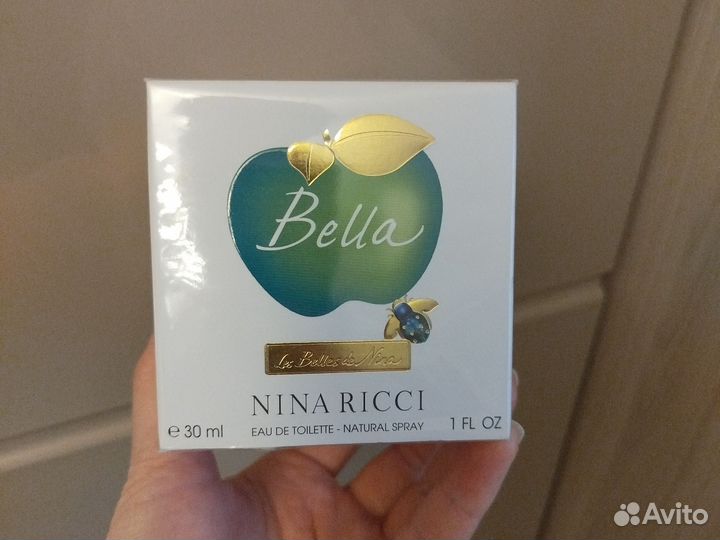 Bella
Les Belles de Nina
NINA RICCI
℮ 30 ml EAU DE TOILETTE - NATURAL SPRAY 1 FL OZ
Avito